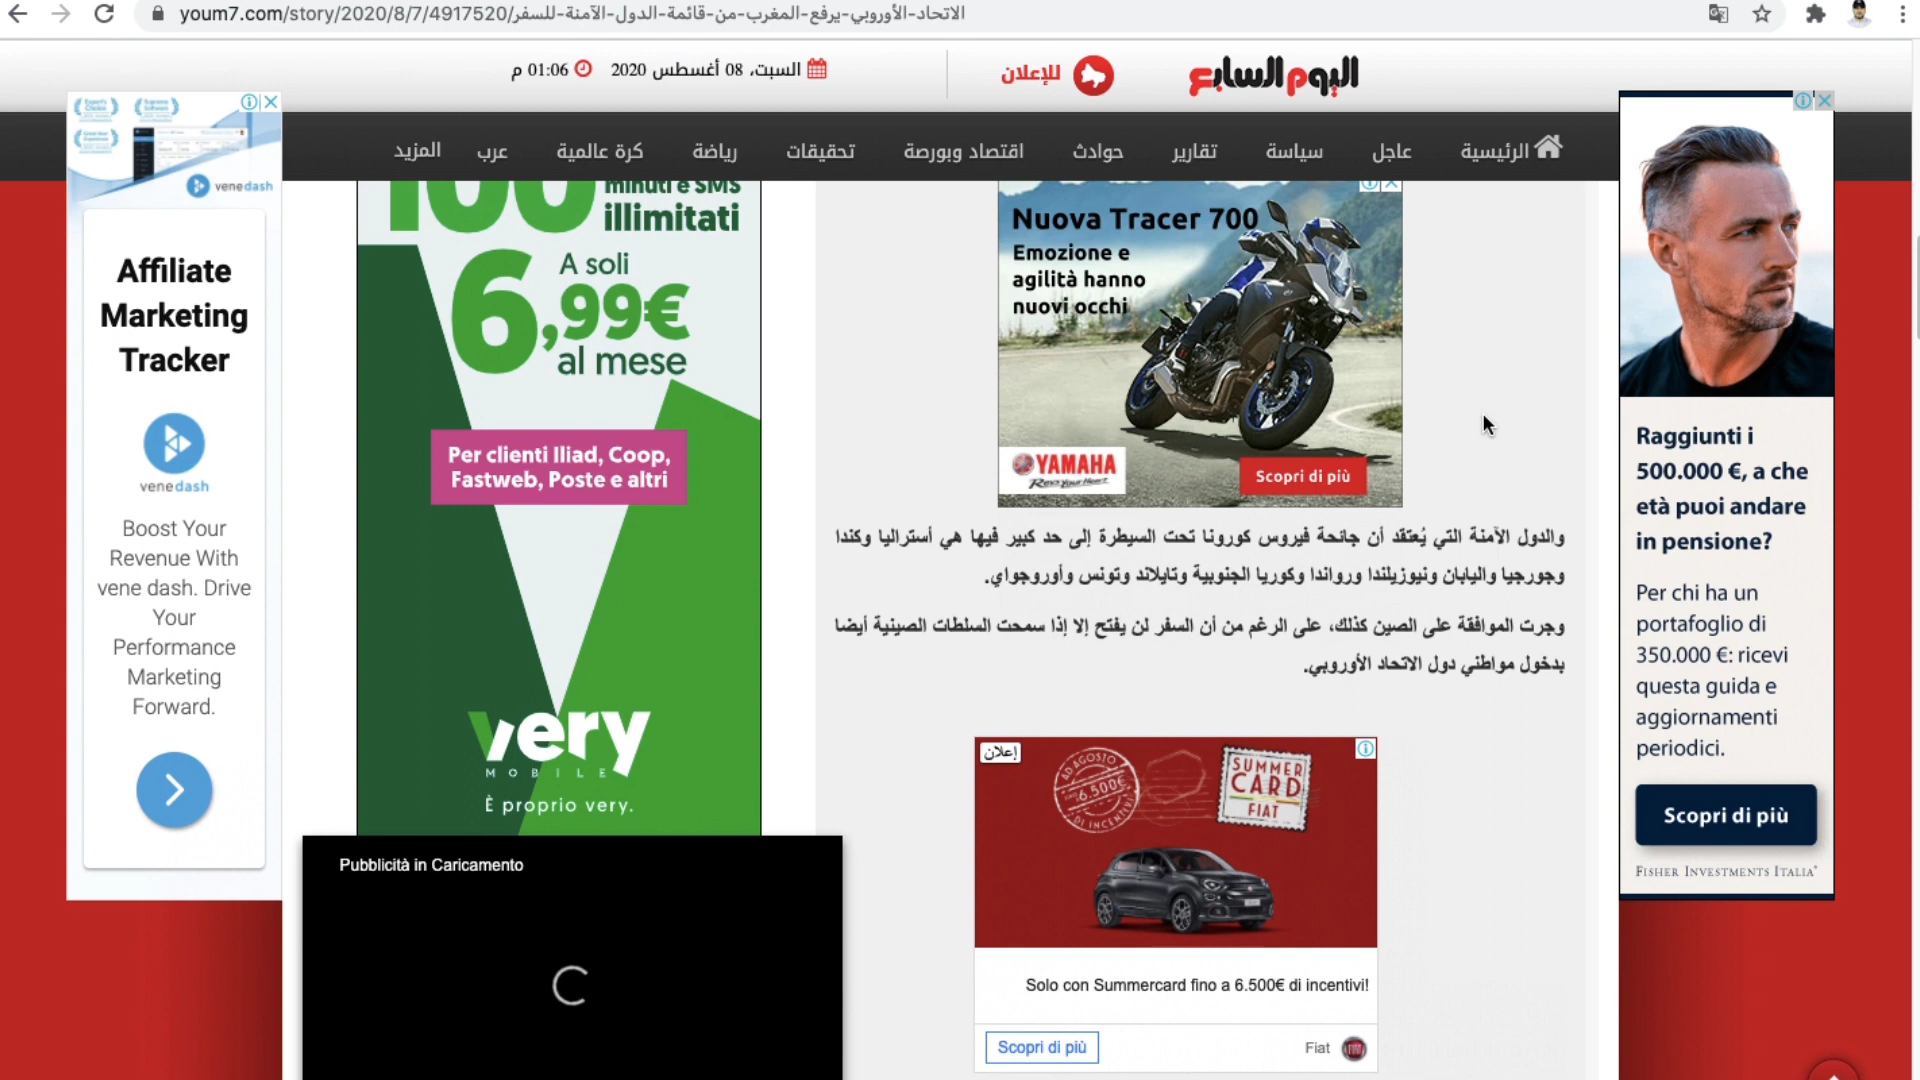 youm7.com/story/2020/8/7/4917520/الاتحاد-الأوروبي-يرفع-المغرب-من-قائمة-الدول-الآمنة-للسفر
اليوم السابع
للإعلان
السبت، 08 أغسطس 2020
01:06 م
الرئيسية
عاجل
سياسة
تقارير
حوادث
اقتصاد وبورصة
تحقيقات
رياضة
كرة عالمية
عرب
المزيد
venedash
Affiliate
Marketing
Tracker
venedash
Boost Your
Revenue With
vene dash. Drive
Your
Performance
Marketing
Forward.
100
minuti e SMS
illimitati
A soli
6,99€
al mese
Per clienti Iliad, Coop,
Fastweb, Poste e altri
very
MOBILE
È proprio very.
Pubblicità in Caricamento
Nuova Tracer 700
Emozione e
agilità hanno
nuovi occhi
YAMAHA
Revs Your Heart
Scopri di più
والدول الآمنة التي يُعتقد أن جائحة فيروس كورونا تحت السيطرة إلى حد كبير فيها هي أستراليا وكندا
وجورجيا واليابان ونيوزيلندا ورواندا وكوريا الجنوبية وتايلاند وتونس وأوروجواي.
وجرت الموافقة على الصين كذلك، على الرغم من أن السفر لن يفتح إلا إذا سمحت السلطات الصينية أيضا
بدخول مواطني دول الاتحاد الأوروبي.
إعلان
AD AGOSTO
6.500€
DI INCENTIVI
SUMMER
CARD
FIAT
Solo con Summercard fino a 6.500€ di incentivi!
Scopri di più
Fiat
Raggiunti i
500.000 €, a che
età puoi andare
in pensione?
Per chi ha un
portafoglio di
350.000 €: ricevi
questa guida e
aggiornamenti
periodici.
Scopri di più
FISHER INVESTMENTS ITALIA